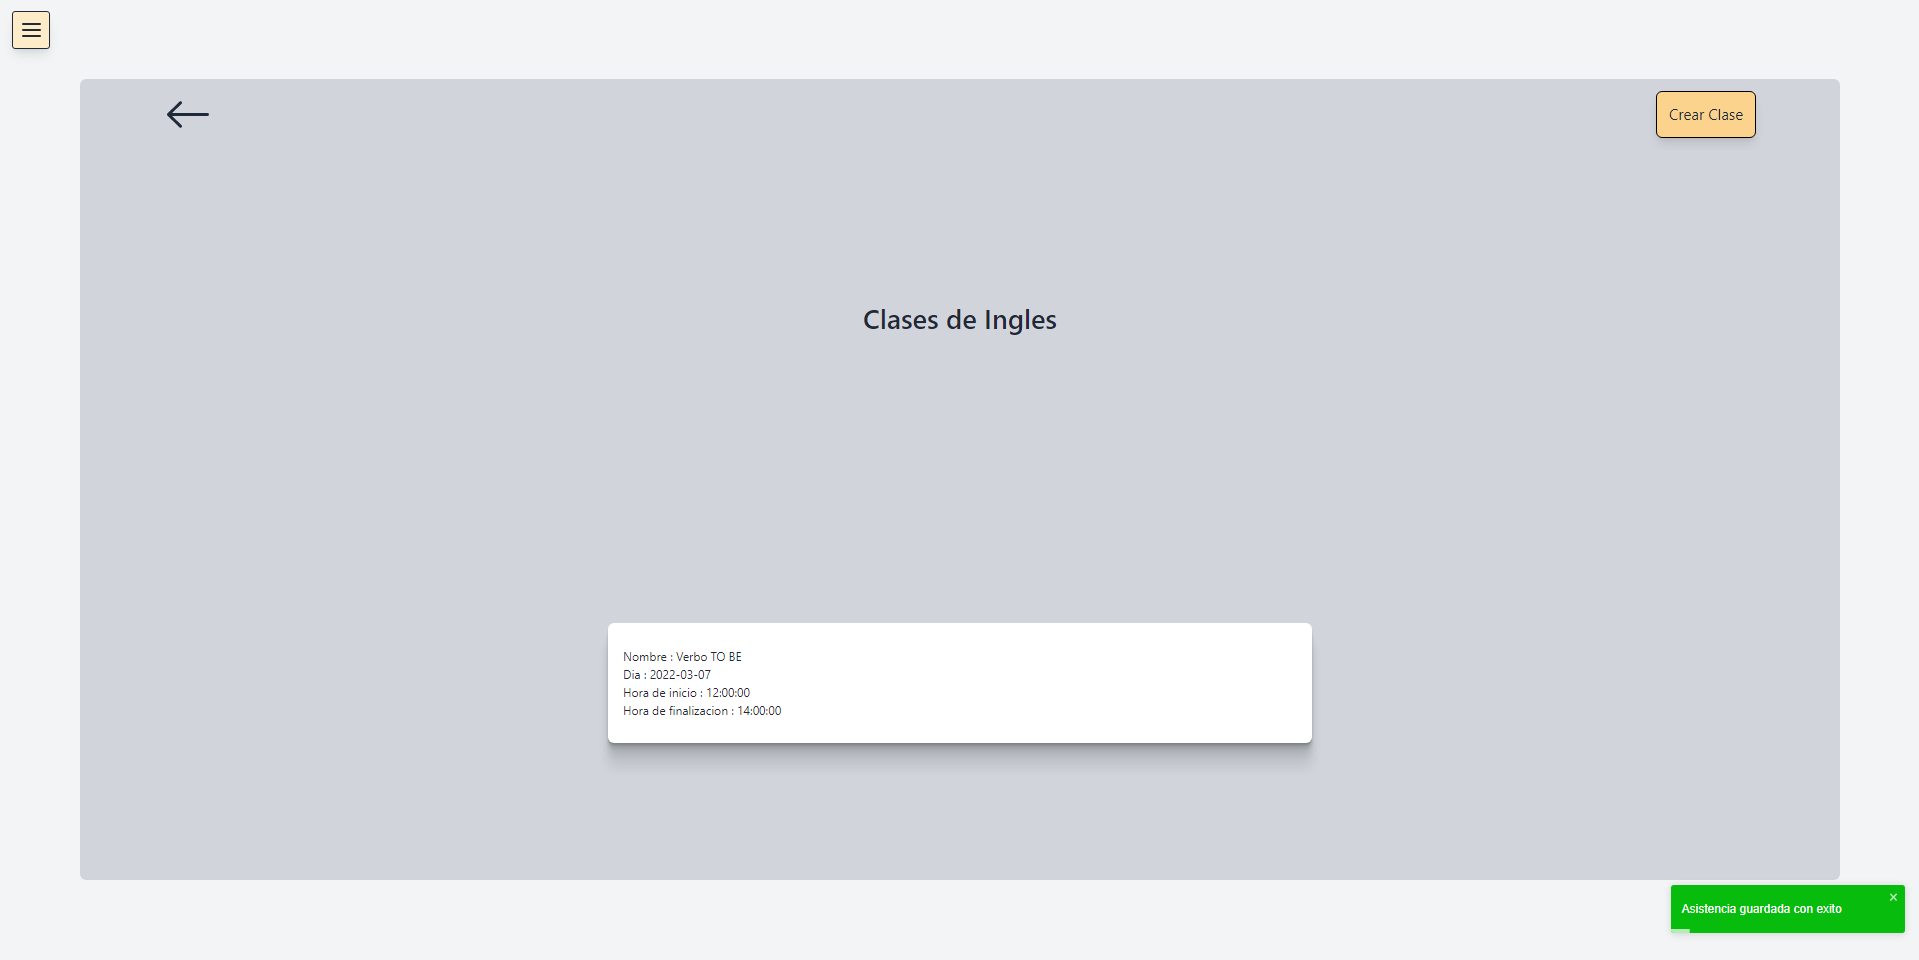 Crear Clase
Clases de Ingles
Nombre : Verbo TO BE
Dia : 2022-03-07
Hora de inicio : 12:00:00
Hora de finalizacion : 14:00:00
Asistencia guardada con exito